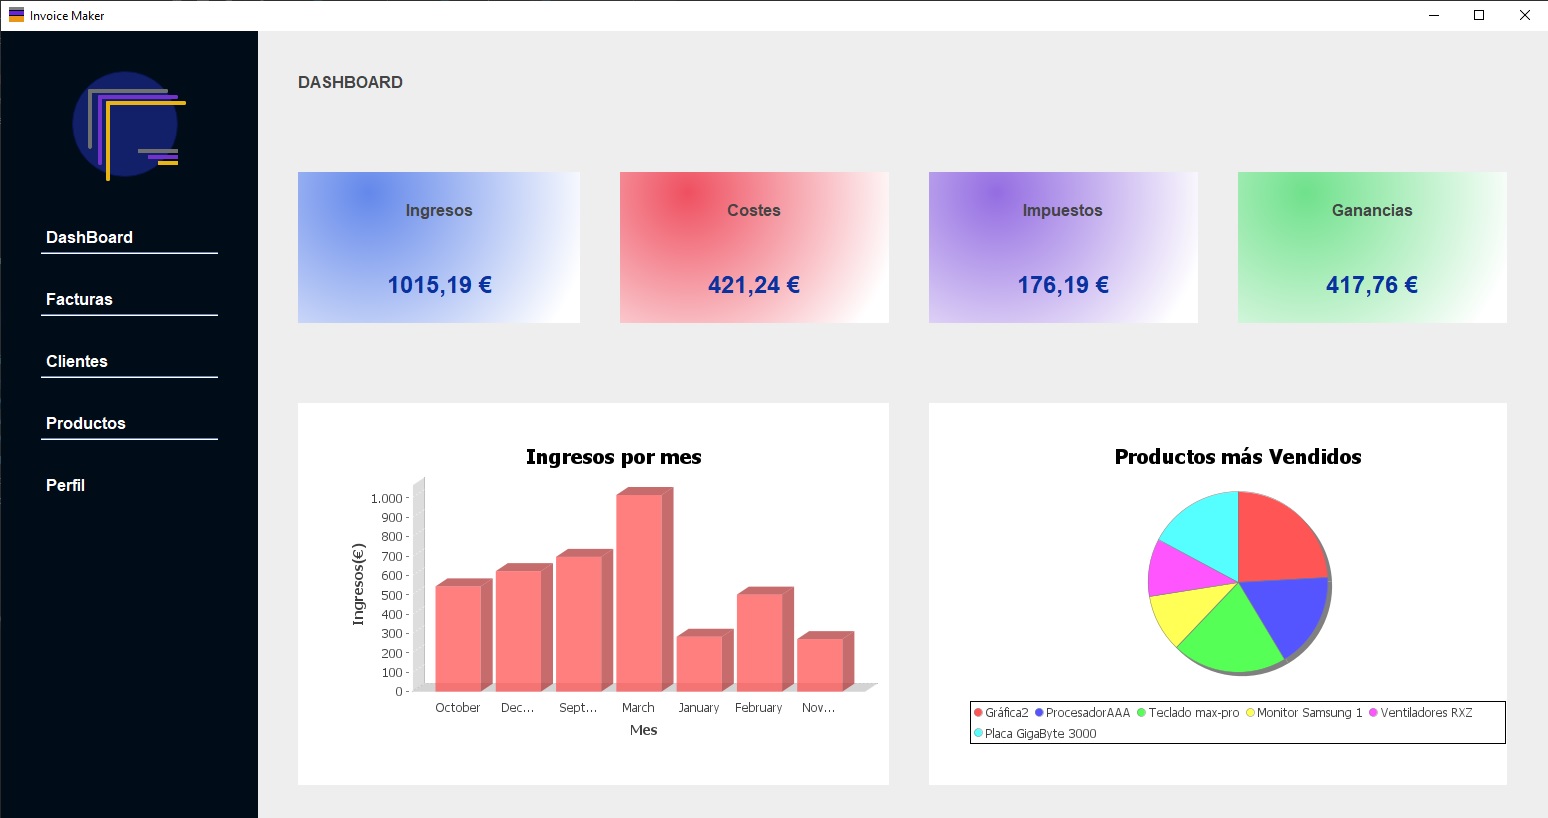 Invoice Maker
DashBoard
Facturas
Clientes
Productos
Perfil
DASHBOARD
Ingresos
1015,19 €
Costes
421,24 €
Impuestos
176,19 €
Ganancias
417,76 €
Ingresos por mes
Ingresos(€)
1.000
900
800
700
600
500
400
300
200
100
0
October Dec... Sept... March January February Nov...
Mes
Productos más Vendidos
Gráfica2 ProcesadorAAA Teclado max-pro Monitor Samsung 1 Ventiladores RXZ
Placa GigaByte 3000